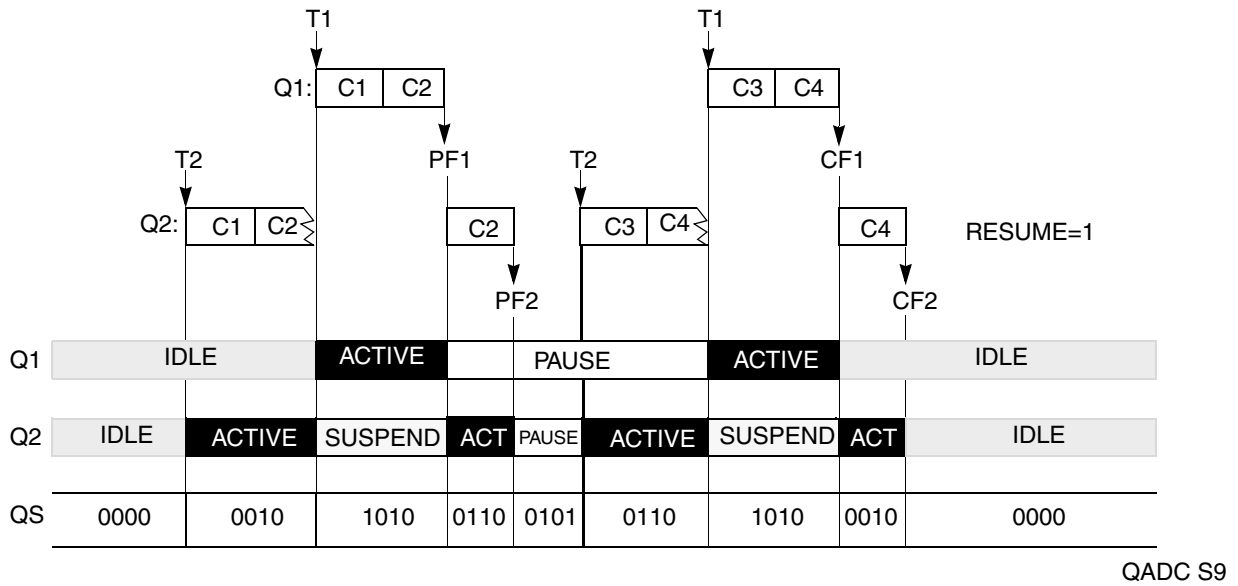 T1 T1
Q1: C1 C2 C3 C4
T2 PF1 T2 CF1
Q2: C1 C2 C2 C3 C4 C4 RESUME=1
PF2 CF2
Q1 IDLE ACTIVE PAUSE ACTIVE IDLE
Q2 IDLE ACTIVE SUSPEND ACT PAUSE ACTIVE SUSPEND ACT IDLE
QS 0000 0010 1010 0110 0101 0110 1010 0010 0000
QADC S9